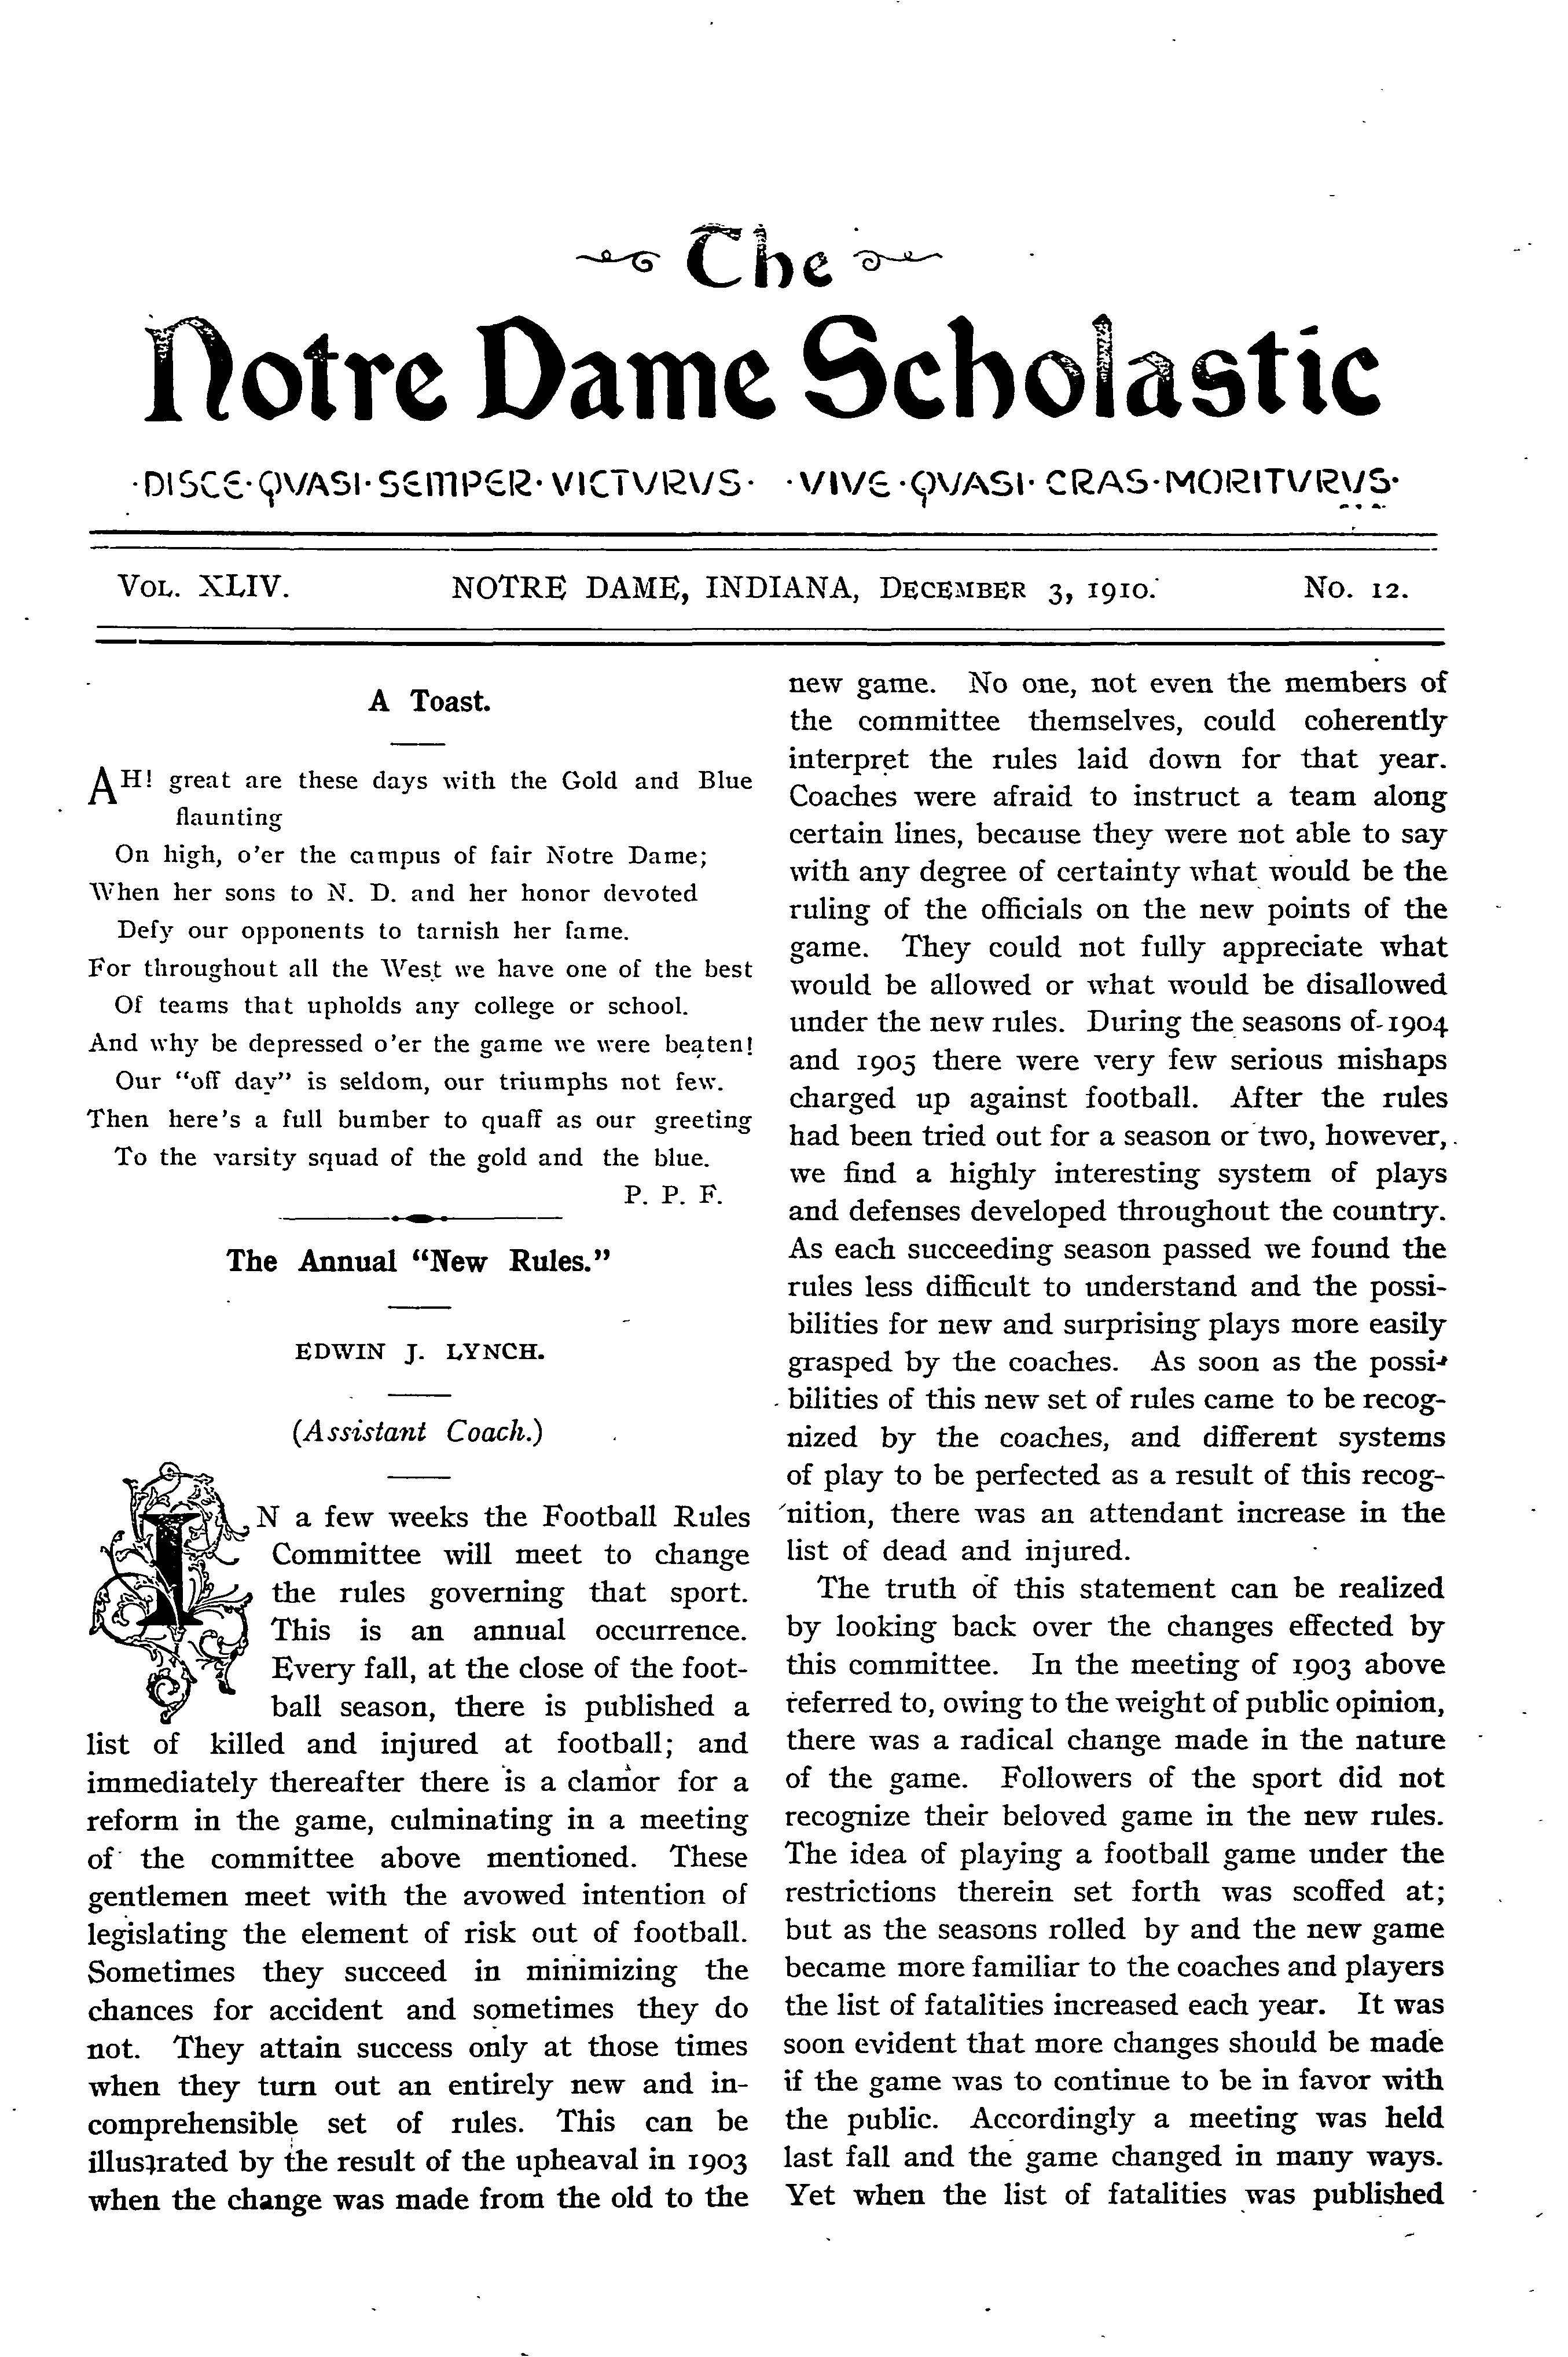 The
Notre Dame Scholastic
·DISCE·QVASI·SEMPER·VICTVRVS· ·VIVE·QVASI·CRAS·MORITVRVS·
VOL. XLIV. NOTRE DAME, INDIANA, DECEMBER 3, 1910. No. 12.
A Toast.
AH! great are these days with the Gold and Blue
flaunting
On high, o'er the campus of fair Notre Dame;
When her sons to N. D. and her honor devoted
Defy our opponents to tarnish her fame.
For throughout all the West we have one of the best
Of teams that upholds any college or school.
And why be depressed o'er the game we were beaten!
Our "off day" is seldom, our triumphs not few.
Then here's a full bumber to quaff as our greeting
To the varsity squad of the gold and the blue.
P. P. F.
The Annual "New Rules."
EDWIN J. LYNCH.
(Assistant Coach.)
IN a few weeks the Football Rules
Committee will meet to change
the rules governing that sport.
This is an annual occurrence.
Every fall, at the close of the foot-
ball season, there is published a
list of killed and injured at football; and
immediately thereafter there is a clamor for a
reform in the game, culminating in a meeting
of the committee above mentioned. These
gentlemen meet with the avowed intention of
legislating the element of risk out of football.
Sometimes they succeed in minimizing the
chances for accident and sometimes they do
not. They attain success only at those times
when they turn out an entirely new and in-
comprehensible set of rules. This can be
illustrated by the result of the upheaval in 1903
when the change was made from the old to the
new game. No one, not even the members of
the committee themselves, could coherently
interpret the rules laid down for that year.
Coaches were afraid to instruct a team along
certain lines, because they were not able to say
with any degree of certainty what would be the
ruling of the officials on the new points of the
game. They could not fully appreciate what
would be allowed or what would be disallowed
under the new rules. During the seasons of 1904
and 1905 there were very few serious mishaps
charged up against football. After the rules
had been tried out for a season or two, however,
we find a highly interesting system of plays
and defenses developed throughout the country.
As each succeeding season passed we found the
rules less difficult to understand and the possi-
bilities for new and surprising plays more easily
grasped by the coaches. As soon as the possi-
bilities of this new set of rules came to be recog-
nized by the coaches, and different systems
of play to be perfected as a result of this recog-
nition, there was an attendant increase in the
list of dead and injured.
The truth of this statement can be realized
by looking back over the changes effected by
this committee. In the meeting of 1903 above
referred to, owing to the weight of public opinion,
there was a radical change made in the nature
of the game. Followers of the sport did not
recognize their beloved game in the new rules.
The idea of playing a football game under the
restrictions therein set forth was scoffed at;
but as the seasons rolled by and the new game
became more familiar to the coaches and players
the list of fatalities increased each year. It was
soon evident that more changes should be made
if the game was to continue to be in favor with
the public. Accordingly a meeting was held
last fall and the game changed in many ways.
Yet when the list of fatalities was published